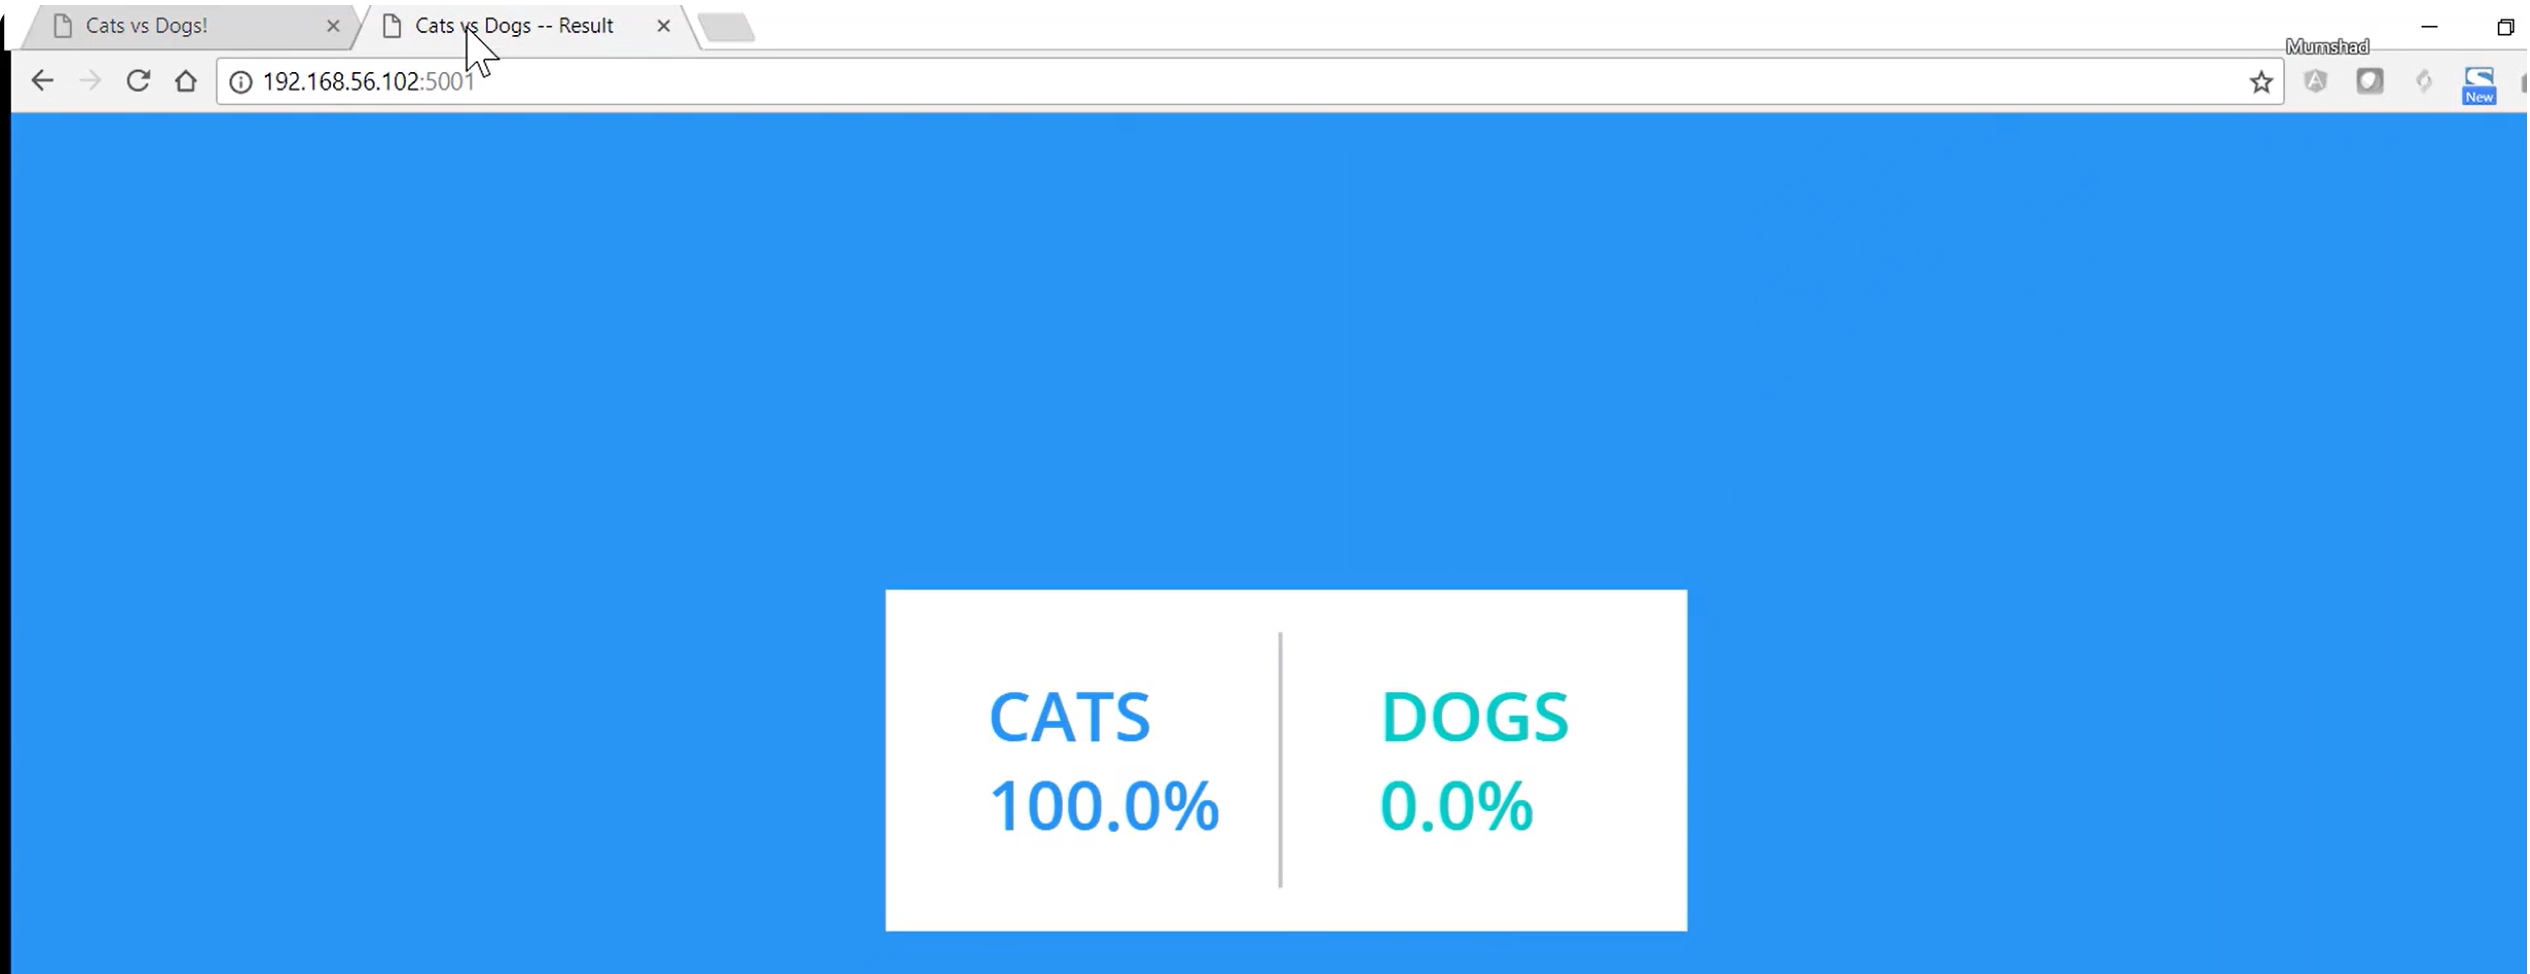 Cats vs Dogs!
Cats vs Dogs -- Result
Mumshad
192.168.56.102:5001
New
CATS
DOGS
100.0%
0.0%